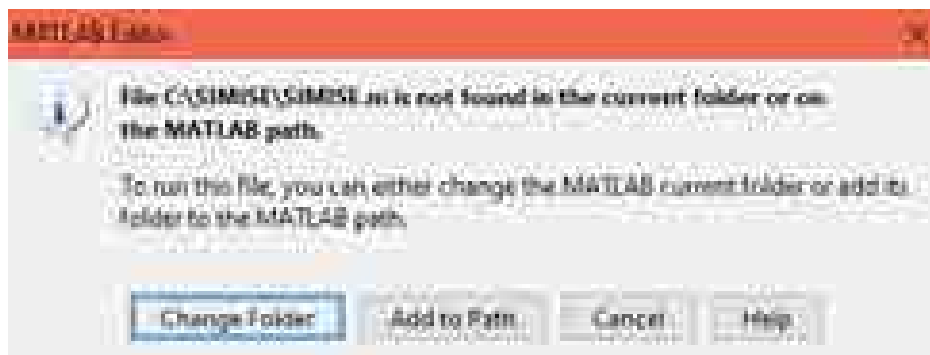 MATLAB Editor
File C:\SIMISE\SIMISE.m is not found in the current folder or on
the MATLAB path.
To run this file, you can either change the MATLAB current folder or add its
folder to the MATLAB path.
Change Folder
Add to Path
Cancel
Help